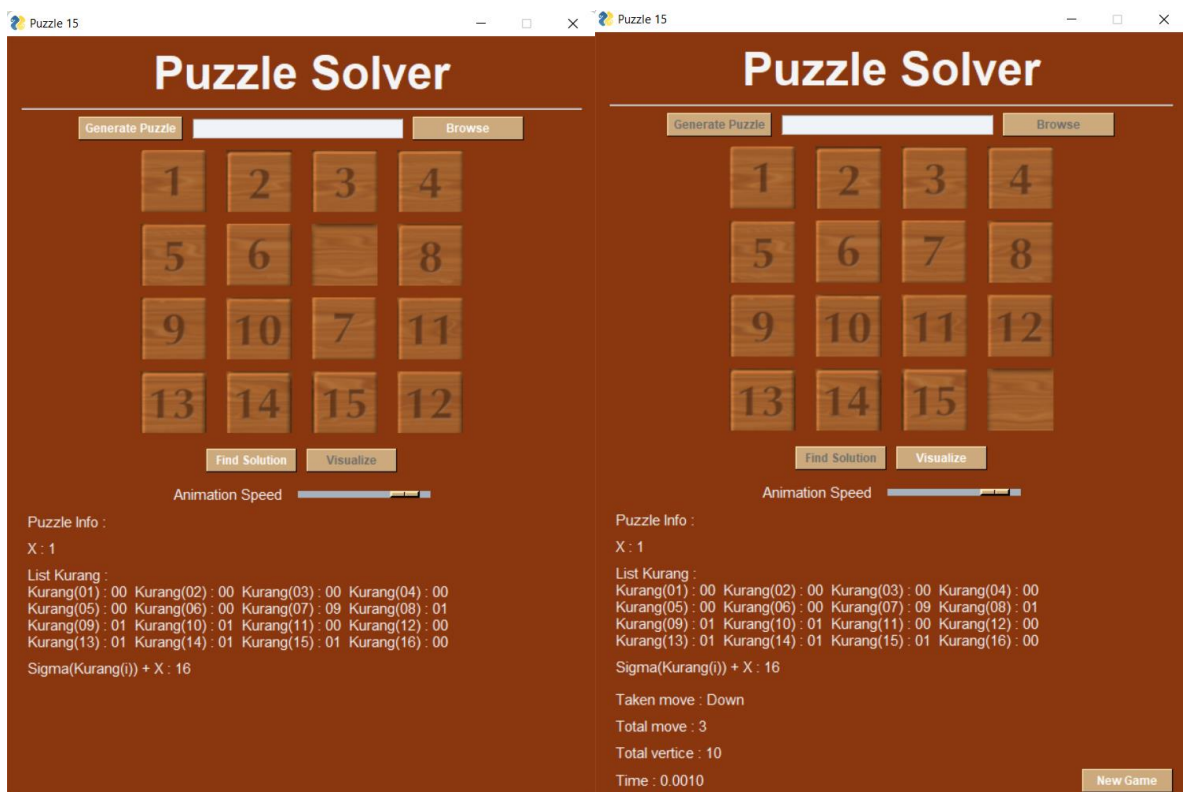 Puzzle 15
Puzzle Solver
Generate Puzzle Browse
1 2 3 4
5 6 8
9 10 7 11
13 14 15 12
Find Solution Visualize
Animation Speed
Puzzle Info :
X : 1
List Kurang :
Kurang(01) : 00 Kurang(02) : 00 Kurang(03) : 00 Kurang(04) : 00
Kurang(05) : 00 Kurang(06) : 00 Kurang(07) : 09 Kurang(08) : 01
Kurang(09) : 01 Kurang(10) : 01 Kurang(11) : 00 Kurang(12) : 00
Kurang(13) : 01 Kurang(14) : 01 Kurang(15) : 01 Kurang(16) : 00
Sigma(Kurang(i)) + X : 16
Puzzle 15
Puzzle Solver
Generate Puzzle Browse
1 2 3 4
5 6 7 8
9 10 11 12
13 14 15
Find Solution Visualize
Animation Speed
Puzzle Info :
X : 1
List Kurang :
Kurang(01) : 00 Kurang(02) : 00 Kurang(03) : 00 Kurang(04) : 00
Kurang(05) : 00 Kurang(06) : 00 Kurang(07) : 09 Kurang(08) : 01
Kurang(09) : 01 Kurang(10) : 01 Kurang(11) : 00 Kurang(12) : 00
Kurang(13) : 01 Kurang(14) : 01 Kurang(15) : 01 Kurang(16) : 00
Sigma(Kurang(i)) + X : 16
Taken move : Down
Total move : 3
Total vertice : 10
Time : 0.0010
New Game